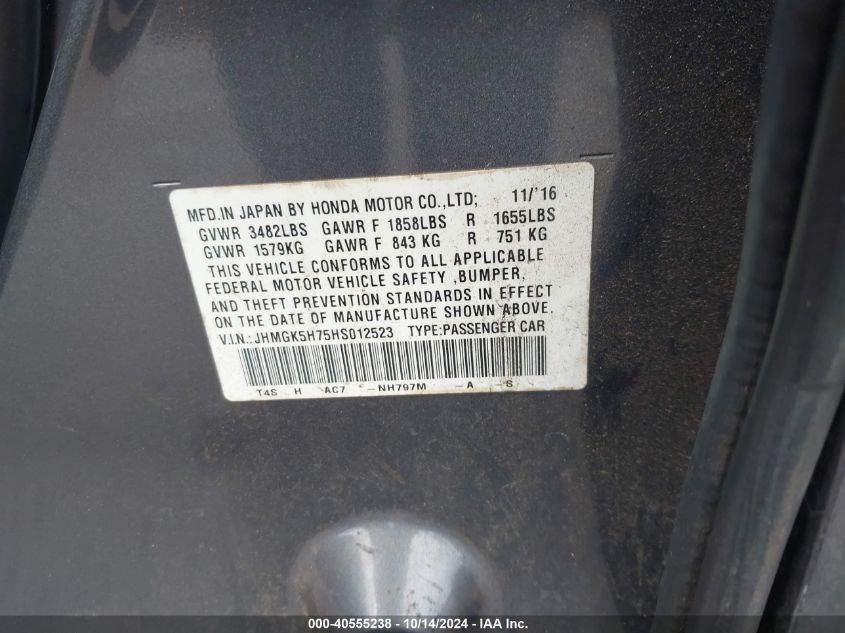 MFD.IN JAPAN BY HONDA MOTOR CO.,LTD; 11/'16
GVWR 3482LBS GAWR F 1858LBS R 1655LBS
GVWR 1579KG GAWR F 843 KG R 751 KG
THIS VEHICLE CONFORMS TO ALL APPLICABLE
FEDERAL MOTOR VEHICLE SAFETY ,BUMPER,
AND THEFT PREVENTION STANDARDS IN EFFECT
ON THE DATE OF MANUFACTURE SHOWN ABOVE.
V.I.N.:JHMGK5H75HS012523 TYPE:PASSENGER CAR
T4S H AC7 -NH797M -A -S
000-40555238 - 10/14/2024 - IAA Inc.